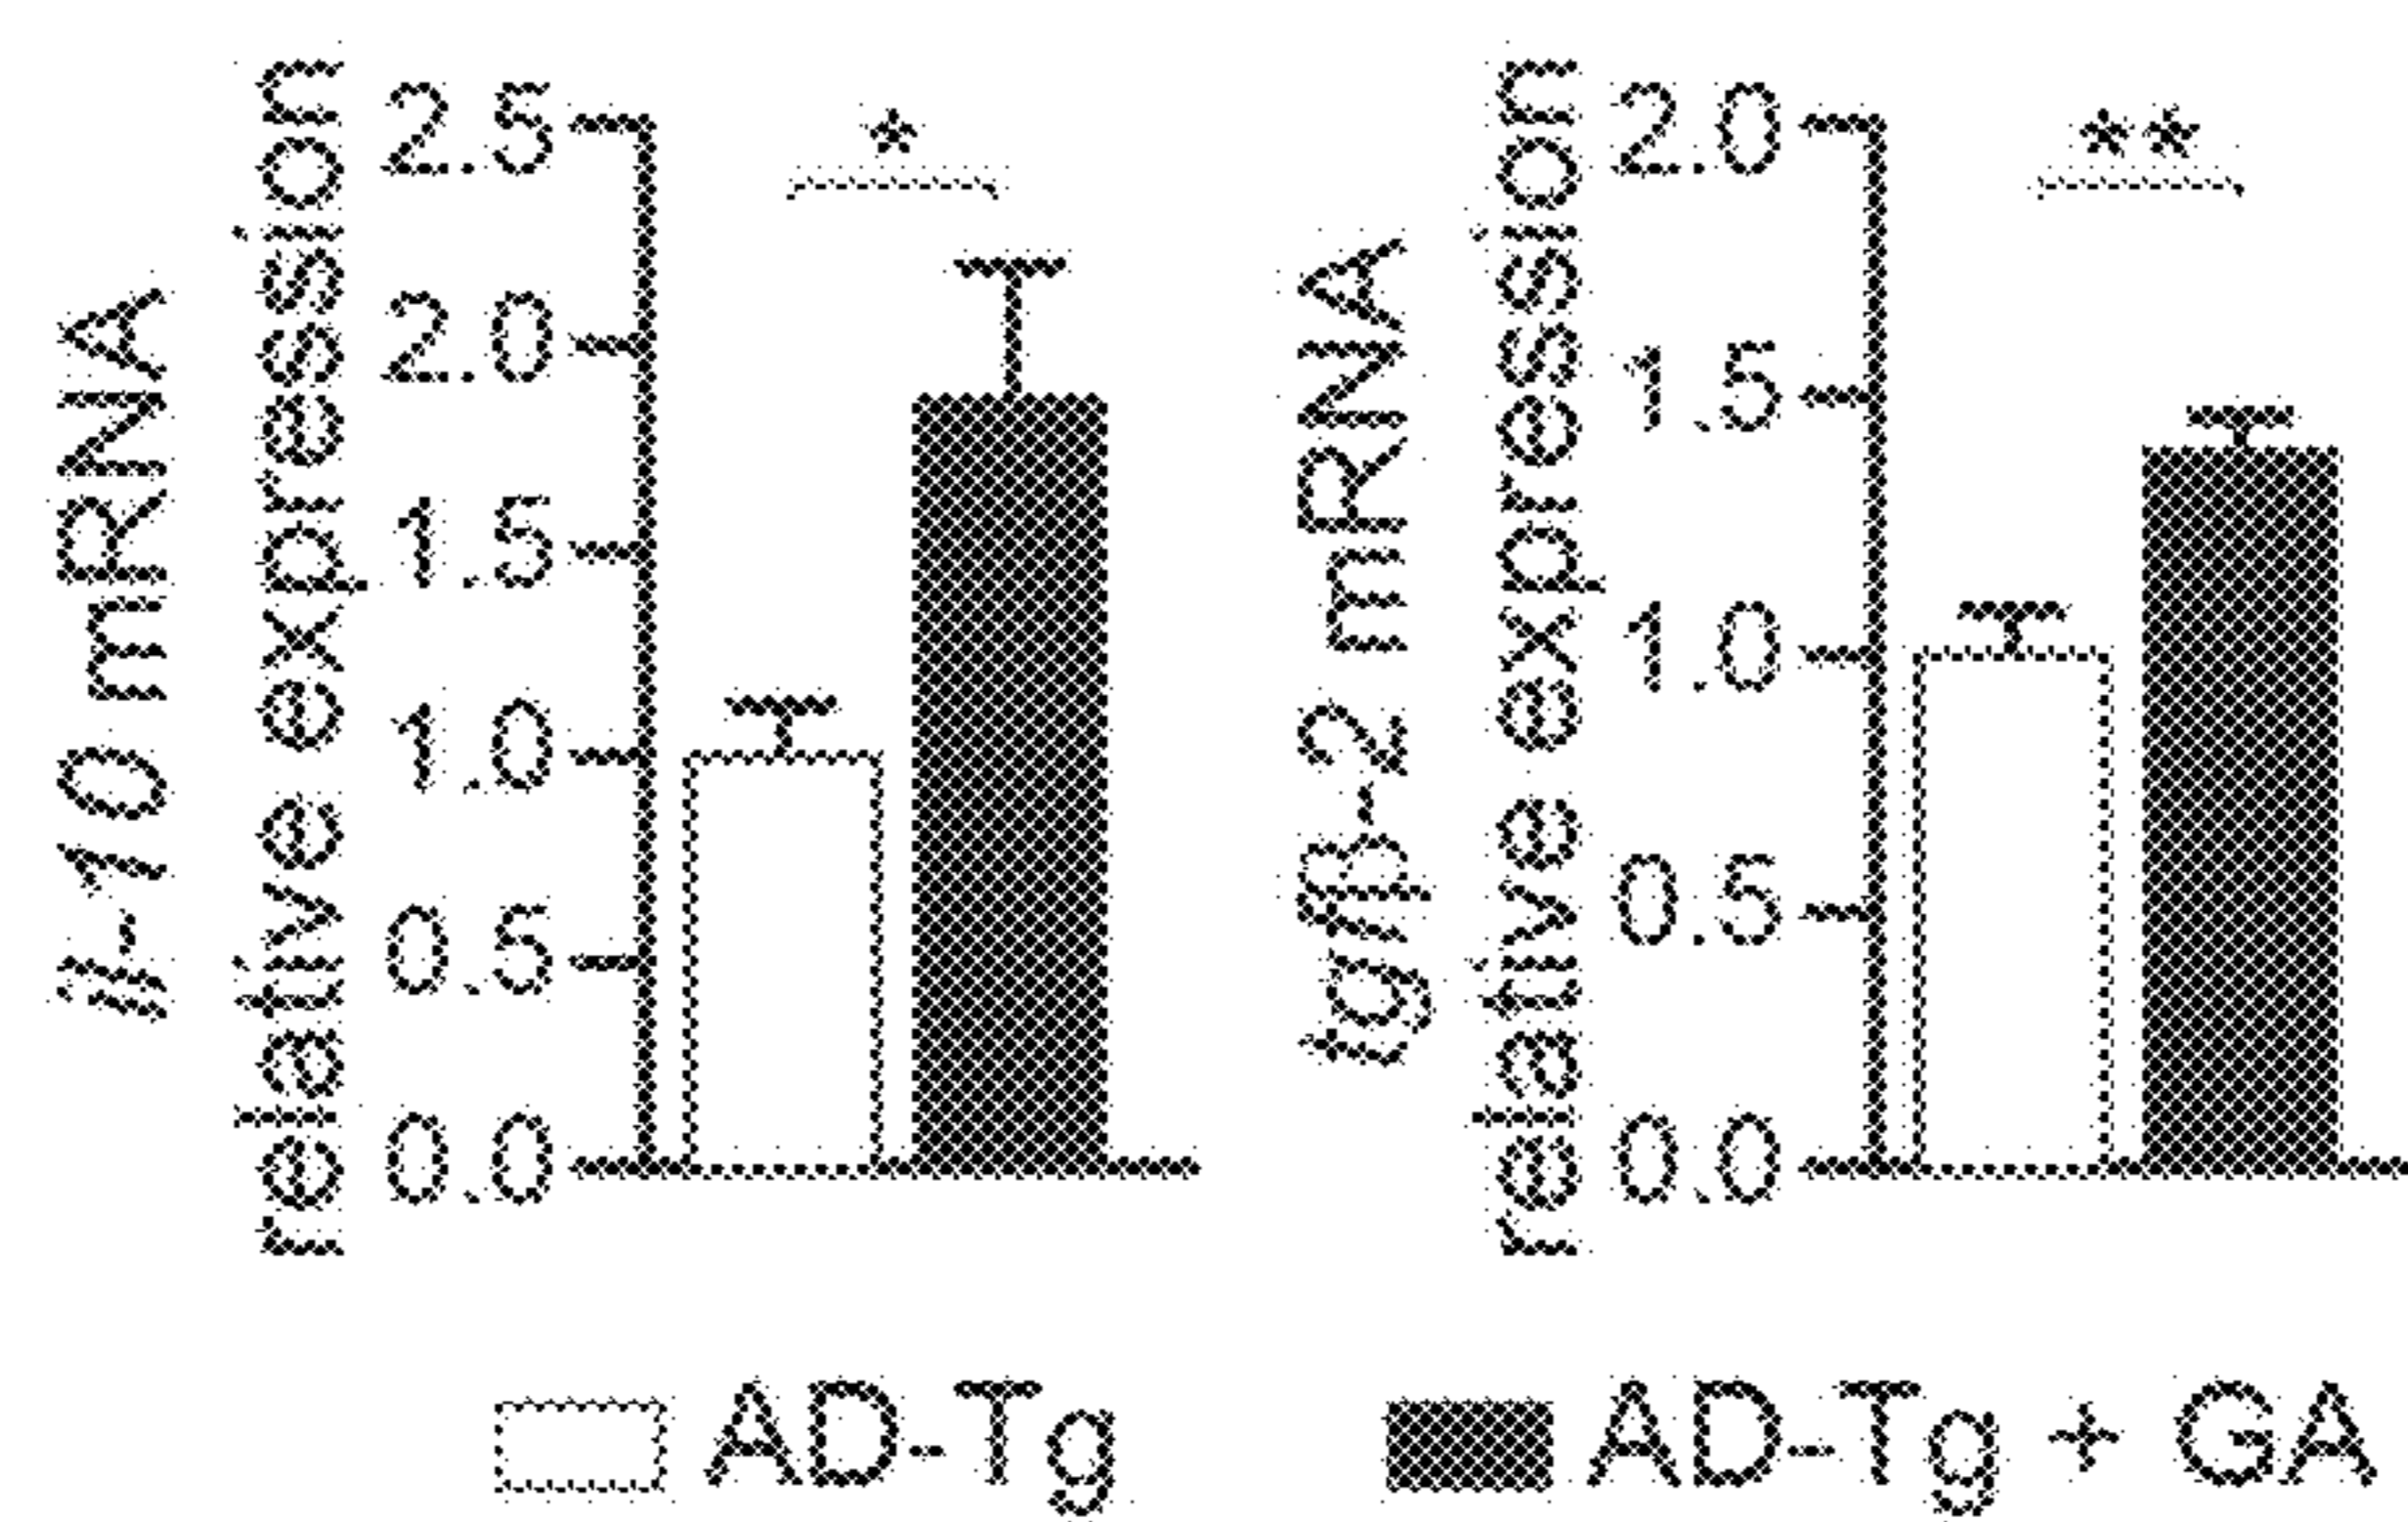 il-10 mRNA
relative expression
2.5
2.0
1.5
1.0
0.5
0.0
*
tgfβ-2 mRNA
relative expression
2.0
1.5
1.0
0.5
0.0
**
AD-Tg
AD-Tg + GA